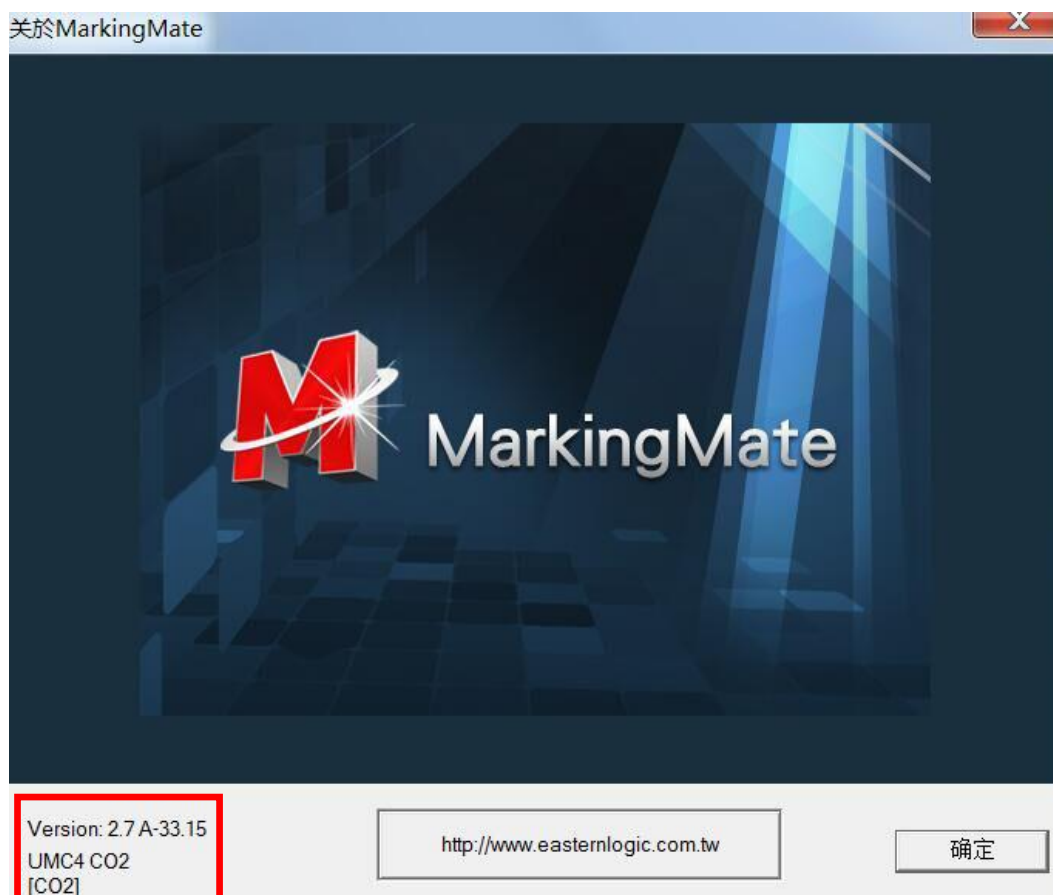 关於MarkingMate
MarkingMate
Version: 2.7 A-33.15
UMC4 CO2
[CO2]
http://www.easternlogic.com.tw
确定